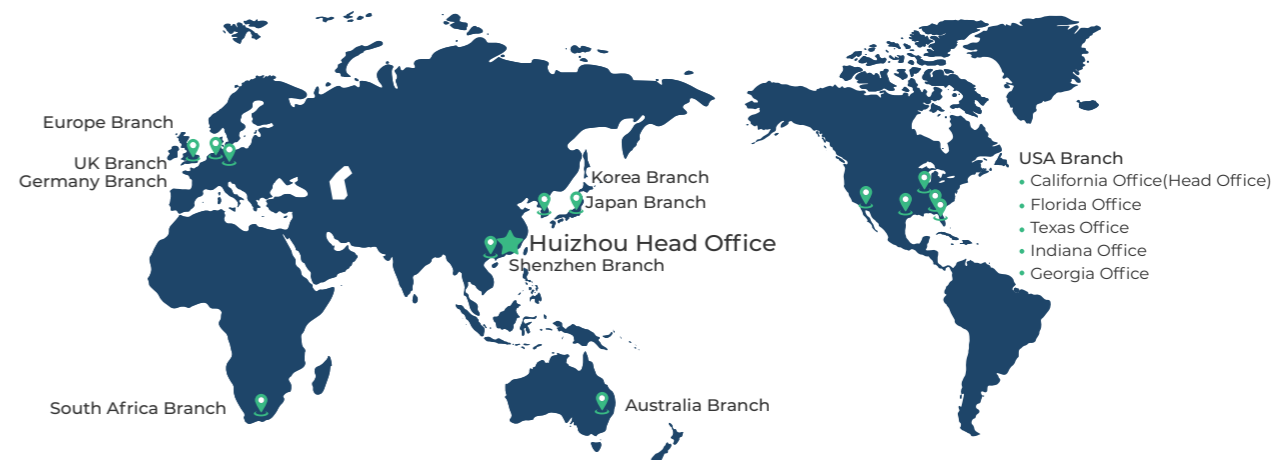 Europe Branch
UK Branch
Germany Branch
Korea Branch
Japan Branch
Huizhou Head Office
Shenzhen Branch
South Africa Branch
Australia Branch
USA Branch
• California Office(Head Office)
• Florida Office
• Texas Office
• Indiana Office
• Georgia Office